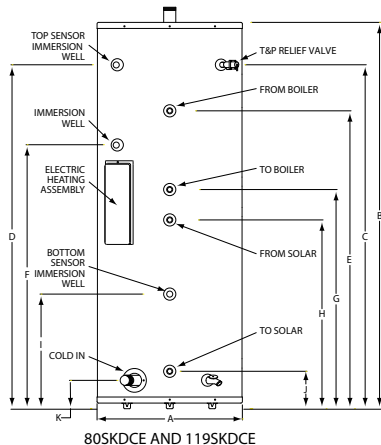 TOP SENSOR
IMMERSION
WELL
T&P RELIEF VALVE
FROM BOILER
IMMERSION
WELL
ELECTRIC
HEATING
ASSEMBLY
TO BOILER
FROM SOLAR
BOTTOM
SENSOR
IMMERSION
WELL
TO SOLAR
COLD IN
D
F
I
K
A
J
H
G
E
C
B
80SKDCE AND 119SKDCE